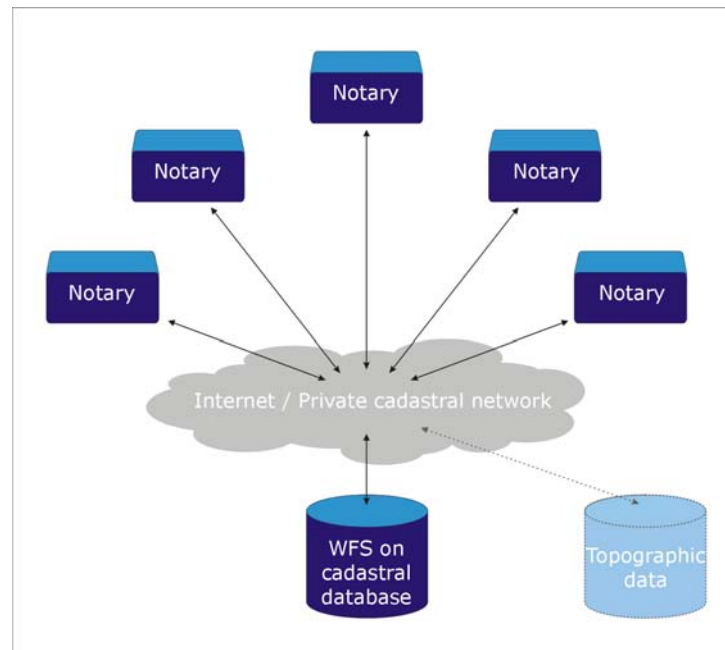 Notary
Notary
Notary
Notary
Notary
Internet / Private cadastral network
WFS on
cadastral
database
Topographic
data